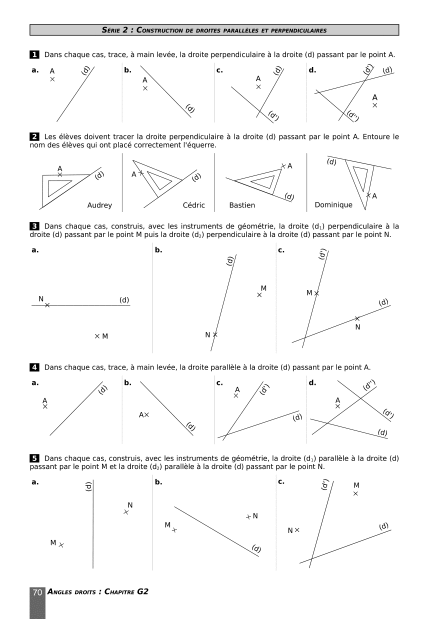 SÉRIE 2 : CONSTRUCTION DE DROITES PARALLÈLES ET PERPENDICULAIRES
1 Dans chaque cas, trace, à main levée, la droite perpendiculaire à la droite (d) passant par le point A.
a. b. c. d.
A (d) A (d) A (d) (d') (d') (d) A (d'')
2 Les élèves doivent tracer la droite perpendiculaire à la droite (d) passant par le point A. Entoure le
nom des élèves qui ont placé correctement l'équerre.
A (d) A (d) A (d) (d) A
Audrey Cédric Bastien Dominique
3 Dans chaque cas, construis, avec les instruments de géométrie, la droite (d₁) perpendiculaire à la
droite (d) passant par le point M puis la droite (d₂) perpendiculaire à la droite (d) passant par le point N.
a. b. c.
N (d) M (d) M N (d') M (d) N
4 Dans chaque cas, trace, à main levée, la droite parallèle à la droite (d) passant par le point A.
a. b. c. d.
A (d) A (d) A (d') (d) (d'') A (d') (d)
5 Dans chaque cas, construis, avec les instruments de géométrie, la droite (d₁) parallèle à la droite (d)
passant par le point M et la droite (d₂) parallèle à la droite (d) passant par le point N.
a. b. c.
(d) N M M N (d) (d') M N (d)
70 ANGLES DROITS : CHAPITRE G2